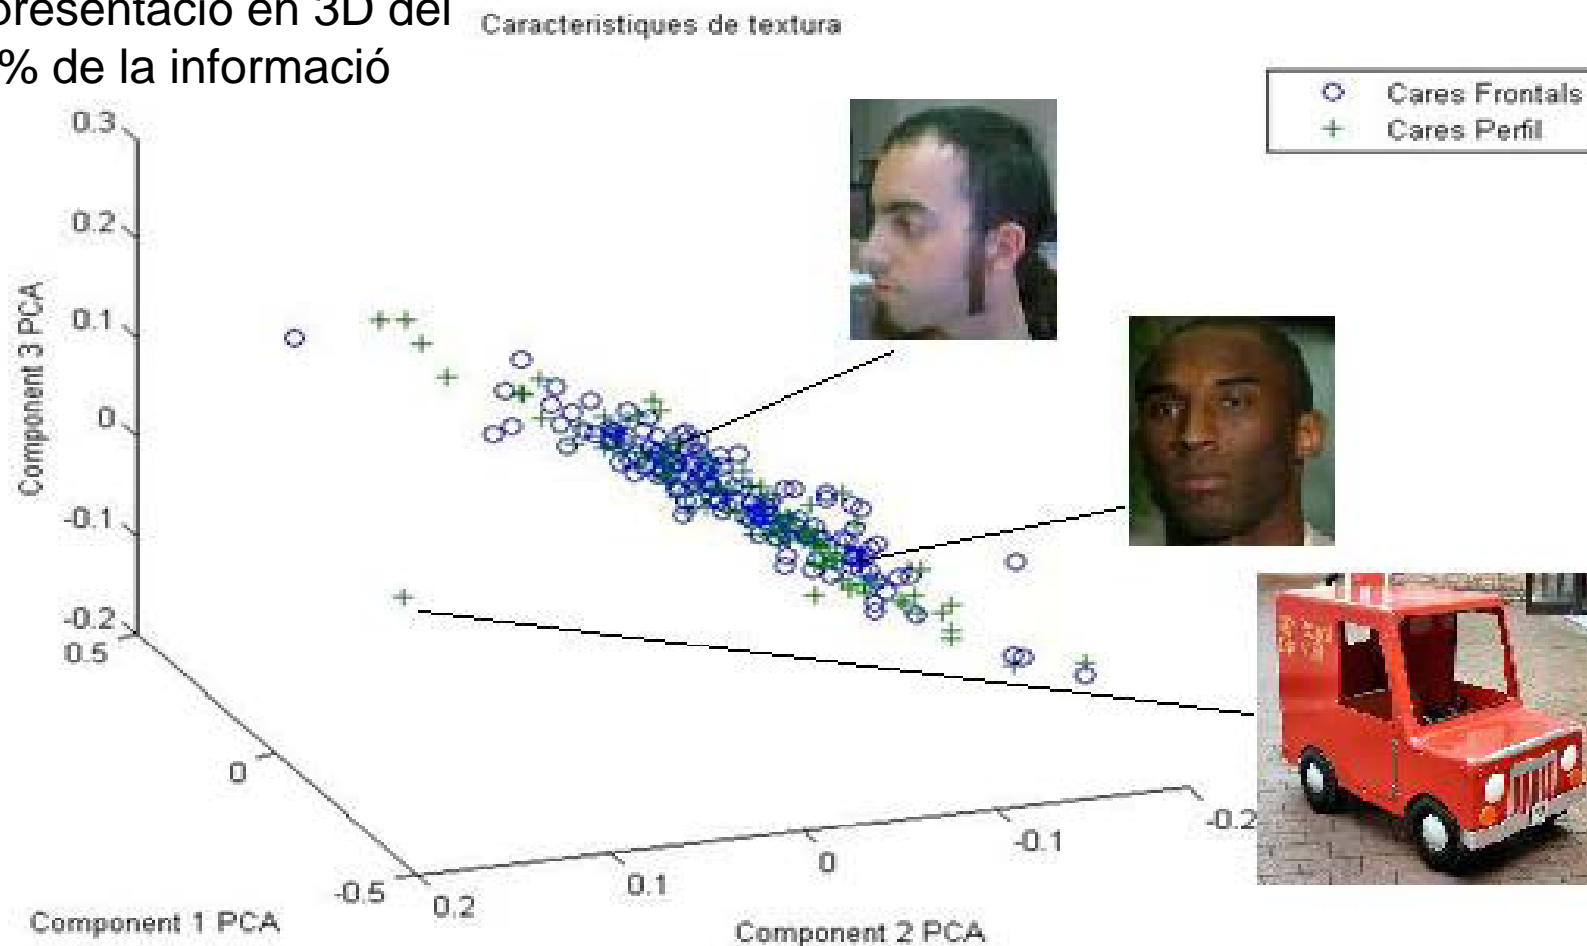 presentació en 3D del
% de la informació
Caracteristiques de textura
Cares Frontals
Cares Perfil
0.3
0.2
0.1
0
-0.1
-0.2
Component 3 PCA
0.5
0
-0.5
Component 1 PCA
0.2
0.1
0
-0.1
-0.2
Component 2 PCA